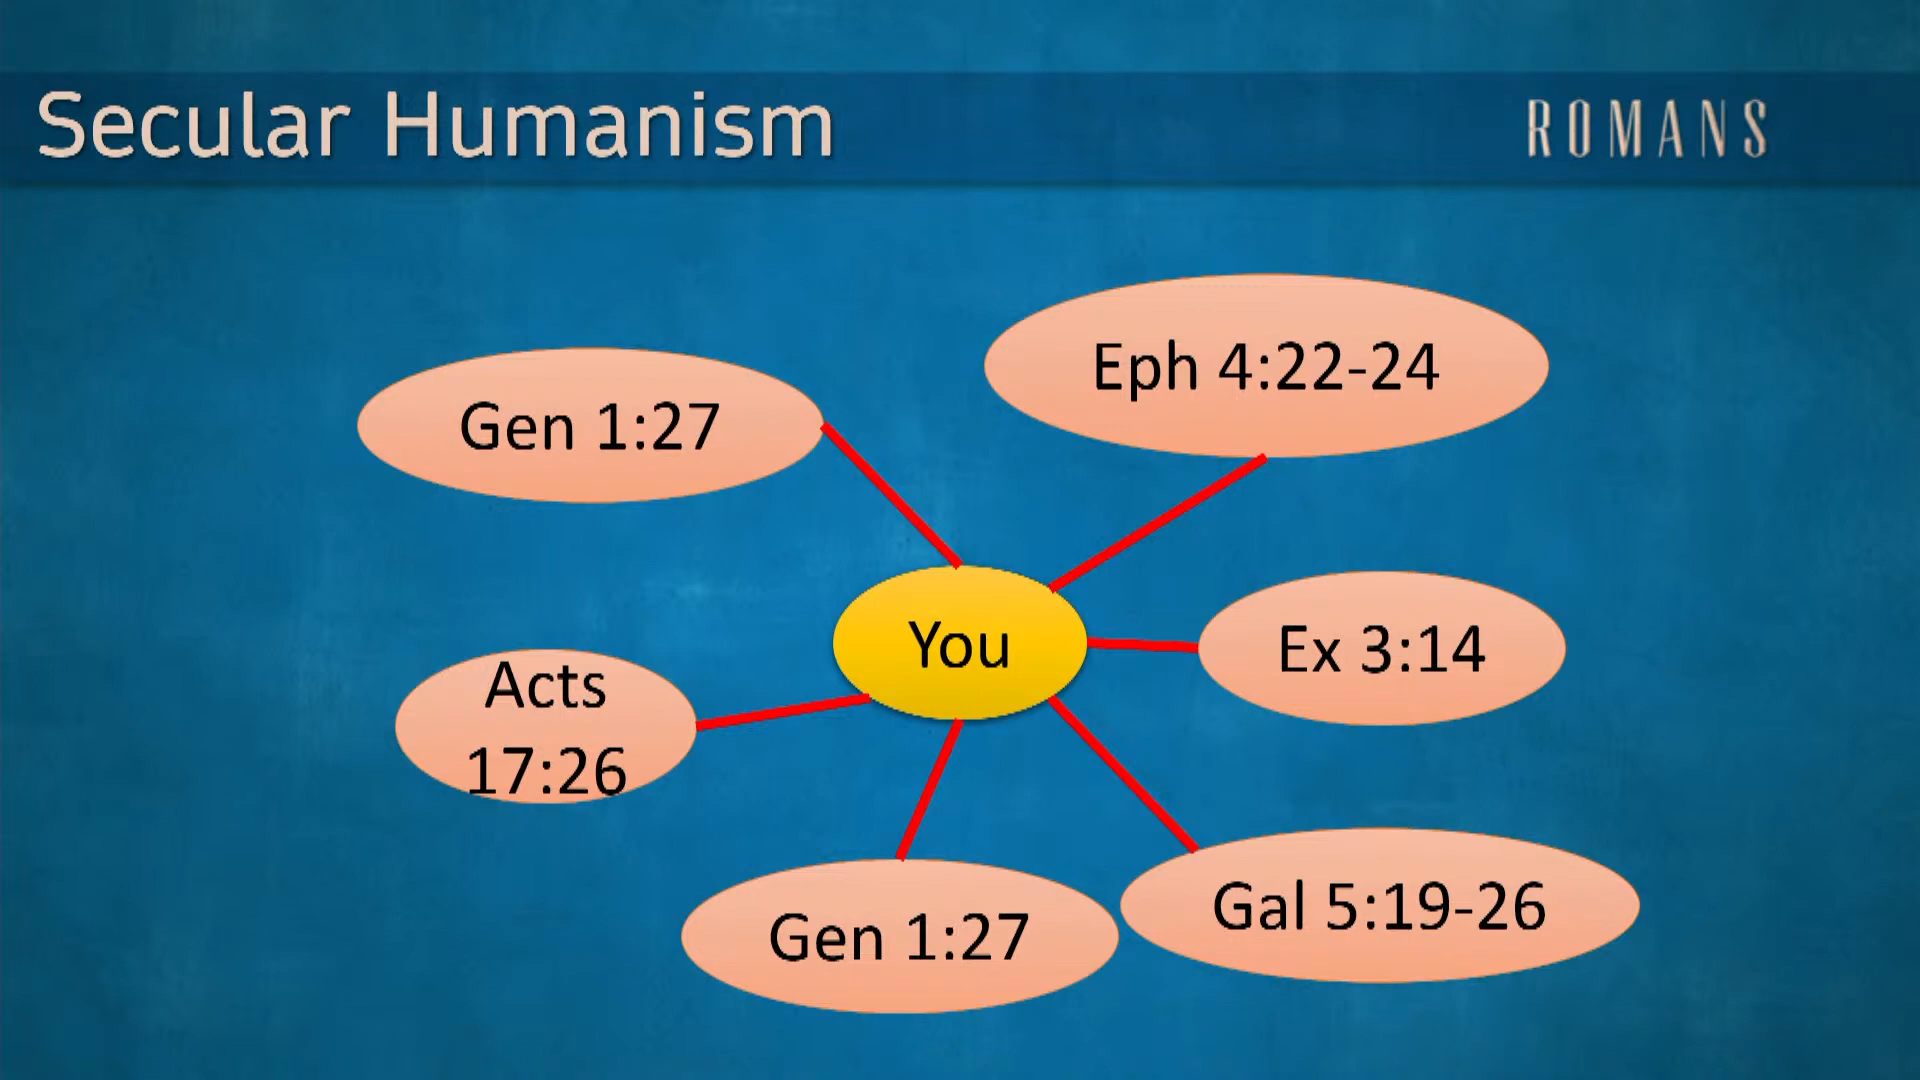 Secular Humanism
ROMANS
Eph 4:22-24
Gen 1:27
You
Ex 3:14
Acts
17:26
Gal 5:19-26
Gen 1:27